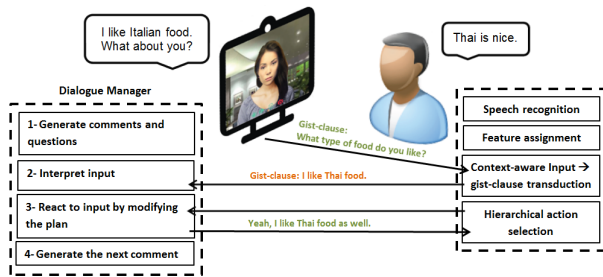 I like Italian food.
What about you?
Thai is nice.
Dialogue Manager
1- Generate comments and
questions
2- Interpret input
3- React to input by modifying
the plan
4- Generate the next comment
Gist-clause:
What type of food do you like?
Gist-clause: I like Thai food.
Yeah, I like Thai food as well.
Speech recognition
Feature assignment
Context-aware Input →
gist-clause transduction
Hierarchical action
selection